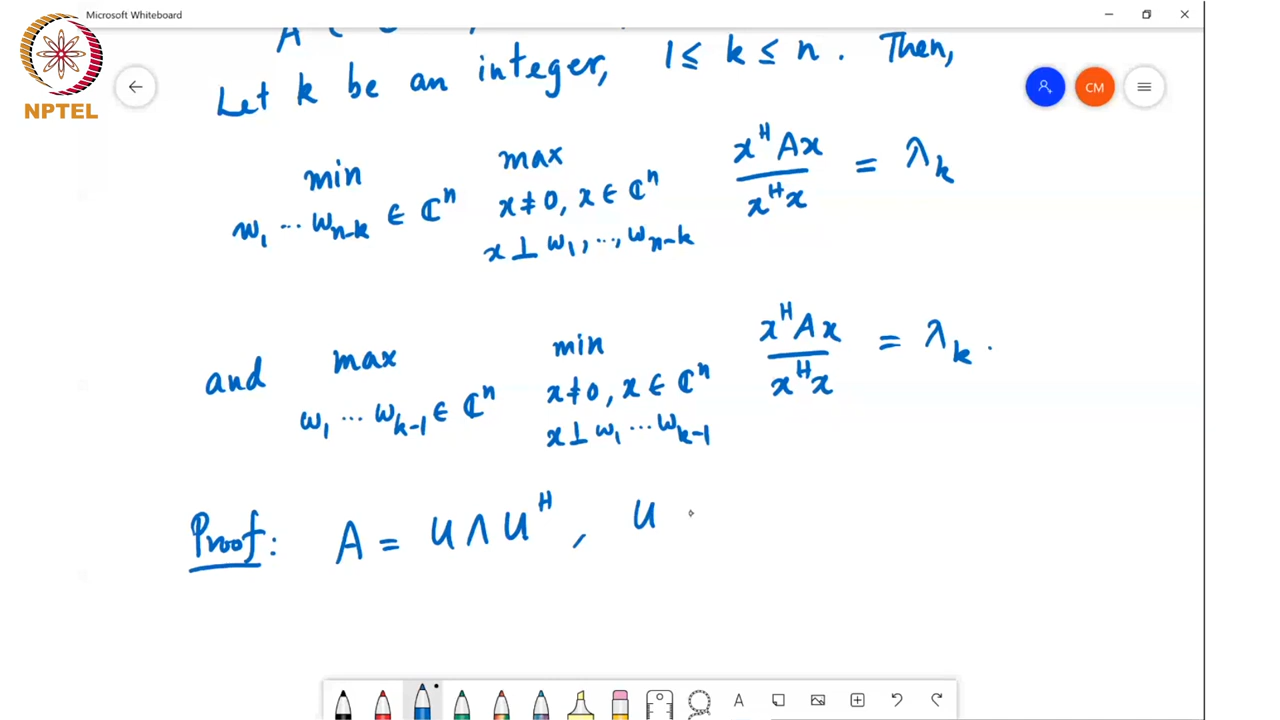 Microsoft Whiteboard
NPTEL
CM
Let k be an integer, 1 ≤ k ≤ n. Then,
min max x^H A x / x^H x = λ_k
w_1 ... w_{n-k} ∈ ℂ^n x ≠ 0, x ∈ ℂ^n
x ⊥ w_1, ..., w_{n-k}
and max min x^H A x / x^H x = λ_k.
w_1 ... w_{k-1} ∈ ℂ^n x ≠ 0, x ∈ ℂ^n
x ⊥ w_1 ... w_{k-1}
Proof: A = U Λ U^H, U
A